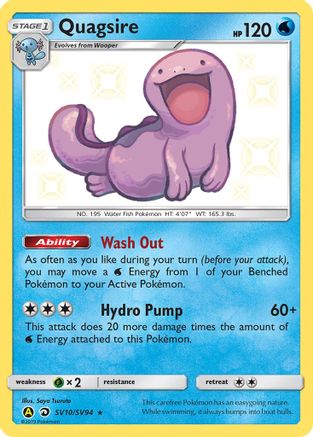 STAGE 1 Quagsire HP 120
Evolves from Wooper
NO. 195 Water Fish Pokémon HT: 4'07" WT: 165.3 lbs.
Ability Wash Out
As often as you like during your turn (before your attack),
you may move a Energy from 1 of your Benched
Pokémon to your Active Pokémon.
Hydro Pump 60+
This attack does 20 more damage times the amount of
Energy attached to this Pokémon.
weakness × 2 resistance retreat
Illus. Saya Tsuruta
This carefree Pokémon has an easygoing nature.
While swimming, it always bumps into boat hulls.
A SV10/SV94
©2019 Pokémon